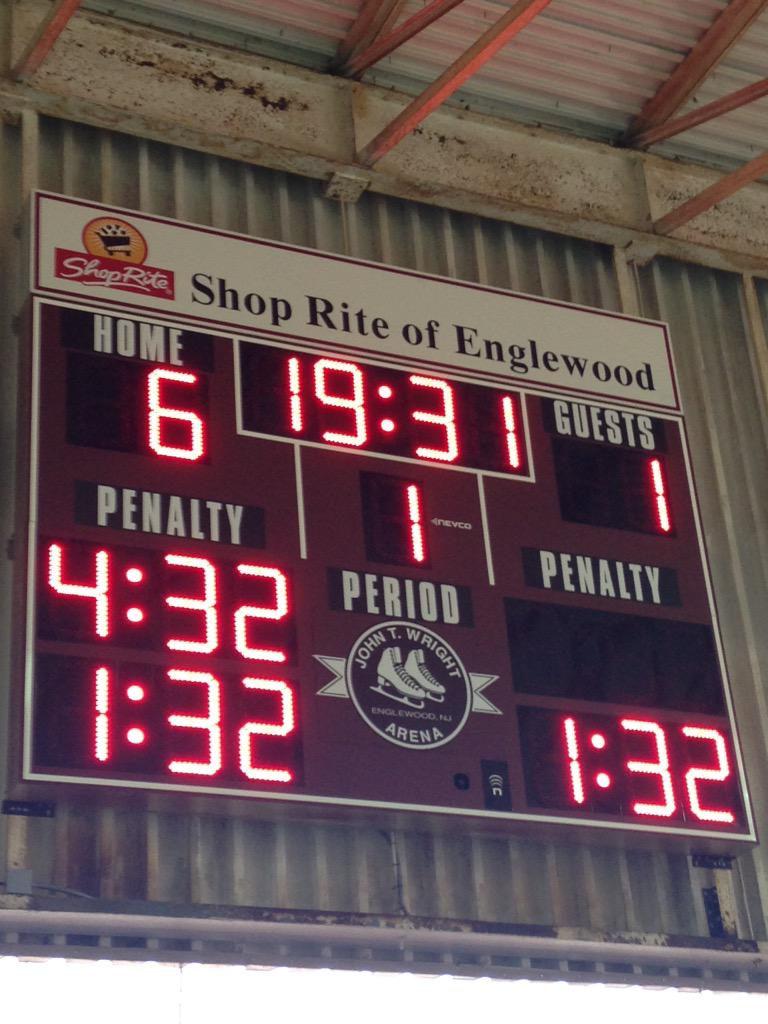 ShopRite
Shop Rite of Englewood
HOME
6
19:31
GUESTS
1
1
NEVCO
PENALTY
4:32
1:32
PERIOD
PENALTY
1:32
JOHN T. WRIGHT
ENGLEWOOD, NJ
ARENA